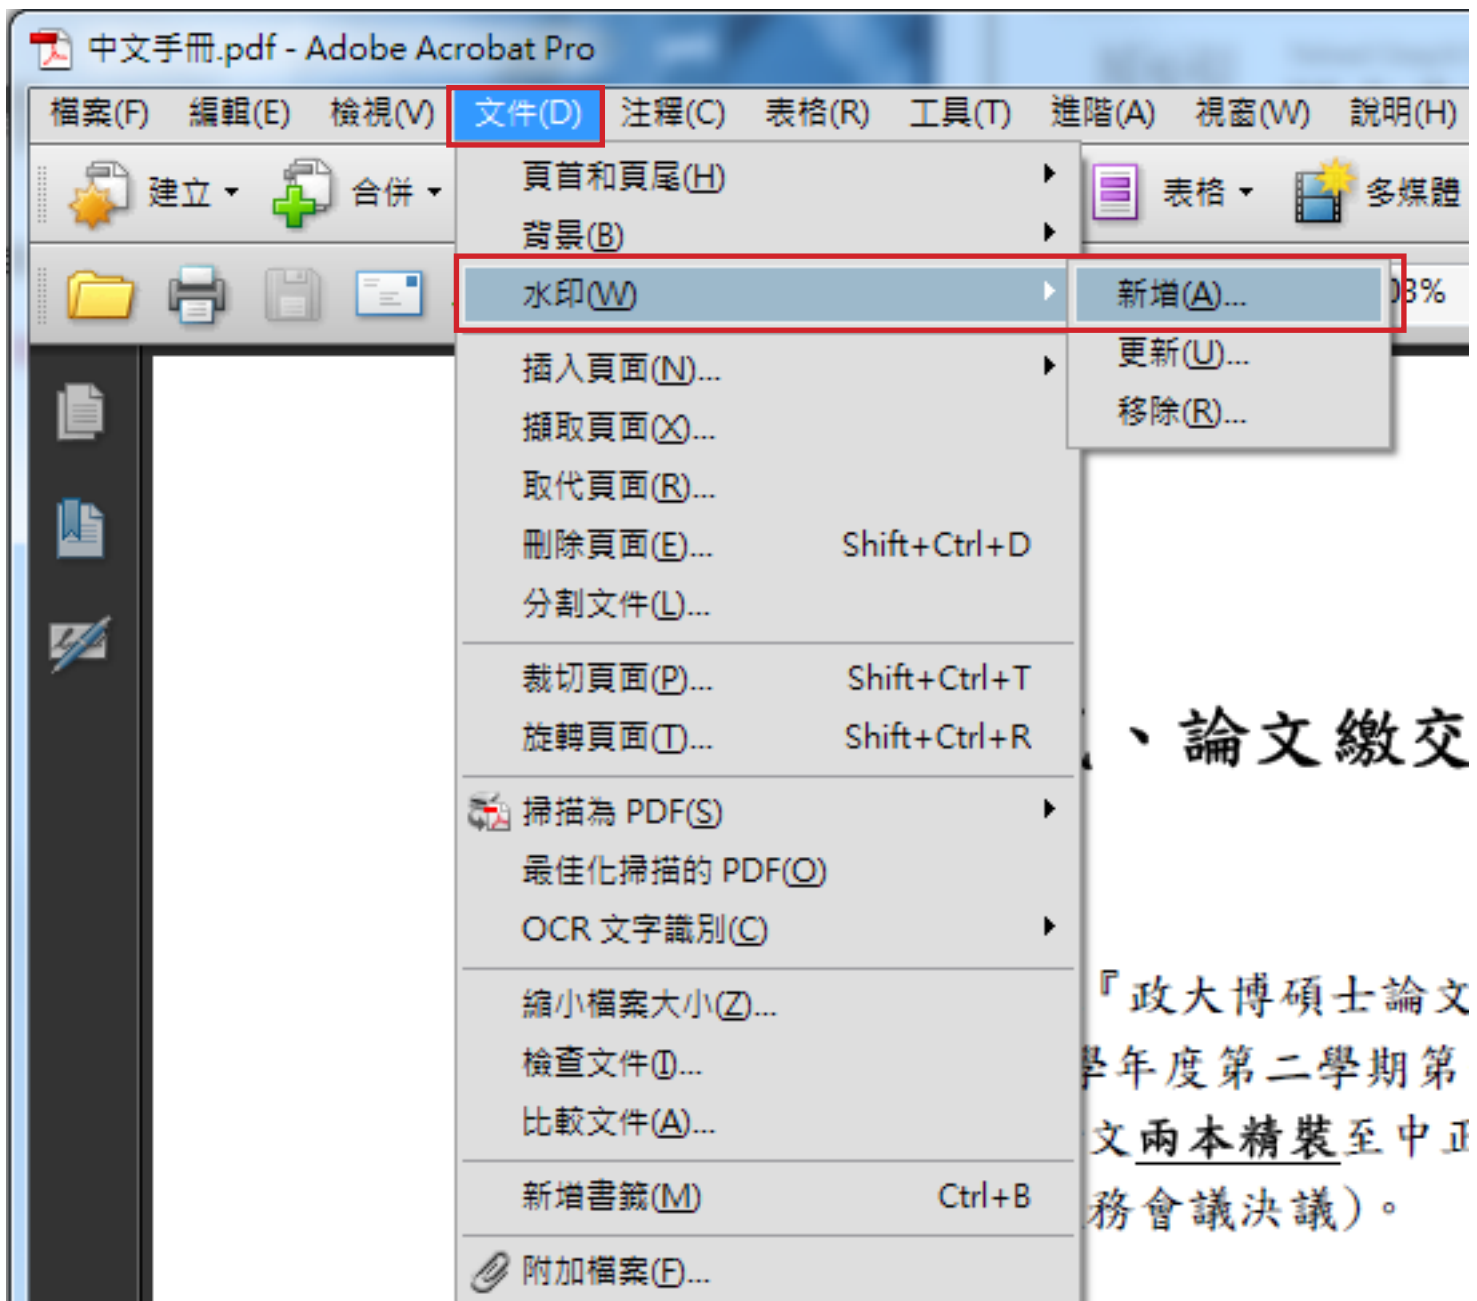 中文手冊.pdf - Adobe Acrobat Pro
檔案(F) 編輯(E) 檢視(V) 文件(D) 注釋(C) 表格(R) 工具(T) 進階(A) 視窗(W) 說明(H)
建立 合併 表格 多媒體
頁首和頁尾(H)
背景(B)
水印(W)
新增(A)...
3%
更新(U)...
移除(R)...
插入頁面(N)...
擷取頁面(X)...
取代頁面(R)...
刪除頁面(E)... Shift+Ctrl+D
分割文件(L)...
裁切頁面(P)... Shift+Ctrl+T
旋轉頁面(T)... Shift+Ctrl+R
、論文繳交
掃描為 PDF(S)
最佳化掃描的 PDF(O)
OCR 文字識別(C)
縮小檔案大小(Z)...
『政大博碩士論文
檢查文件(I)...
學年度第二學期第
比較文件(A)...
文兩本精裝至中正
新增書籤(M) Ctrl+B
務會議決議)。
附加檔案(F)...